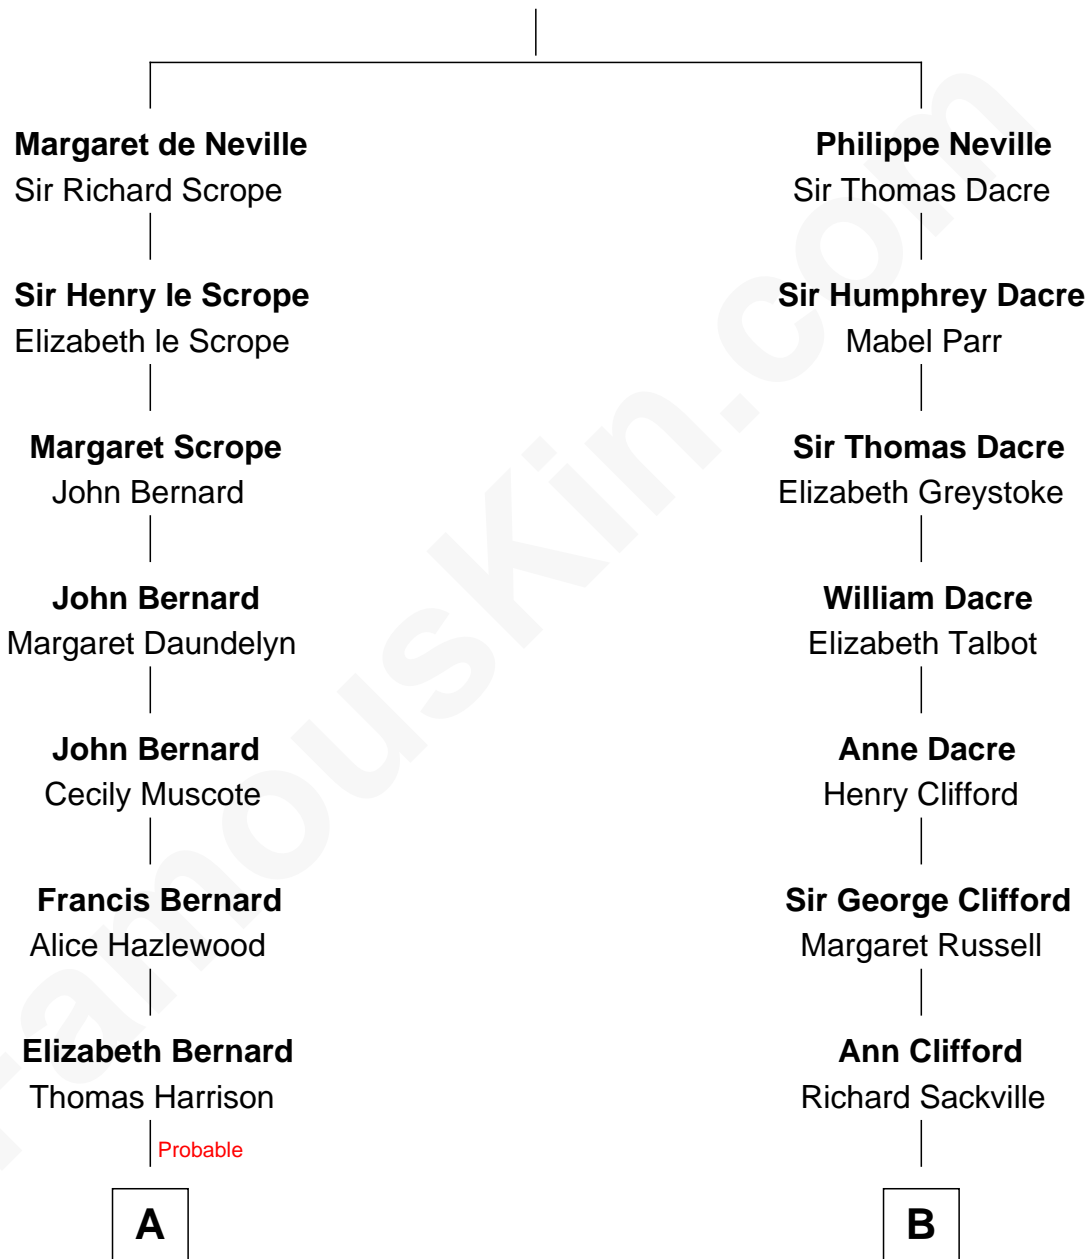 Margaret de Neville
Sir Richard Scrope
Sir Henry le Scrope
Elizabeth le Scrope
Margaret Scrope
John Bernard
John Bernard
Margaret Daundelyn
John Bernard
Cecily Muscote
Francis Bernard
Alice Hazlewood
Elizabeth Bernard
Thomas Harrison
Probable
A
Philippe Neville
Sir Thomas Dacre
Sir Humphrey Dacre
Mabel Parr
Sir Thomas Dacre
Elizabeth Greystoke
William Dacre
Elizabeth Talbot
Anne Dacre
Henry Clifford
Sir George Clifford
Margaret Russell
Ann Clifford
Richard Sackville
B
FamousKin.com